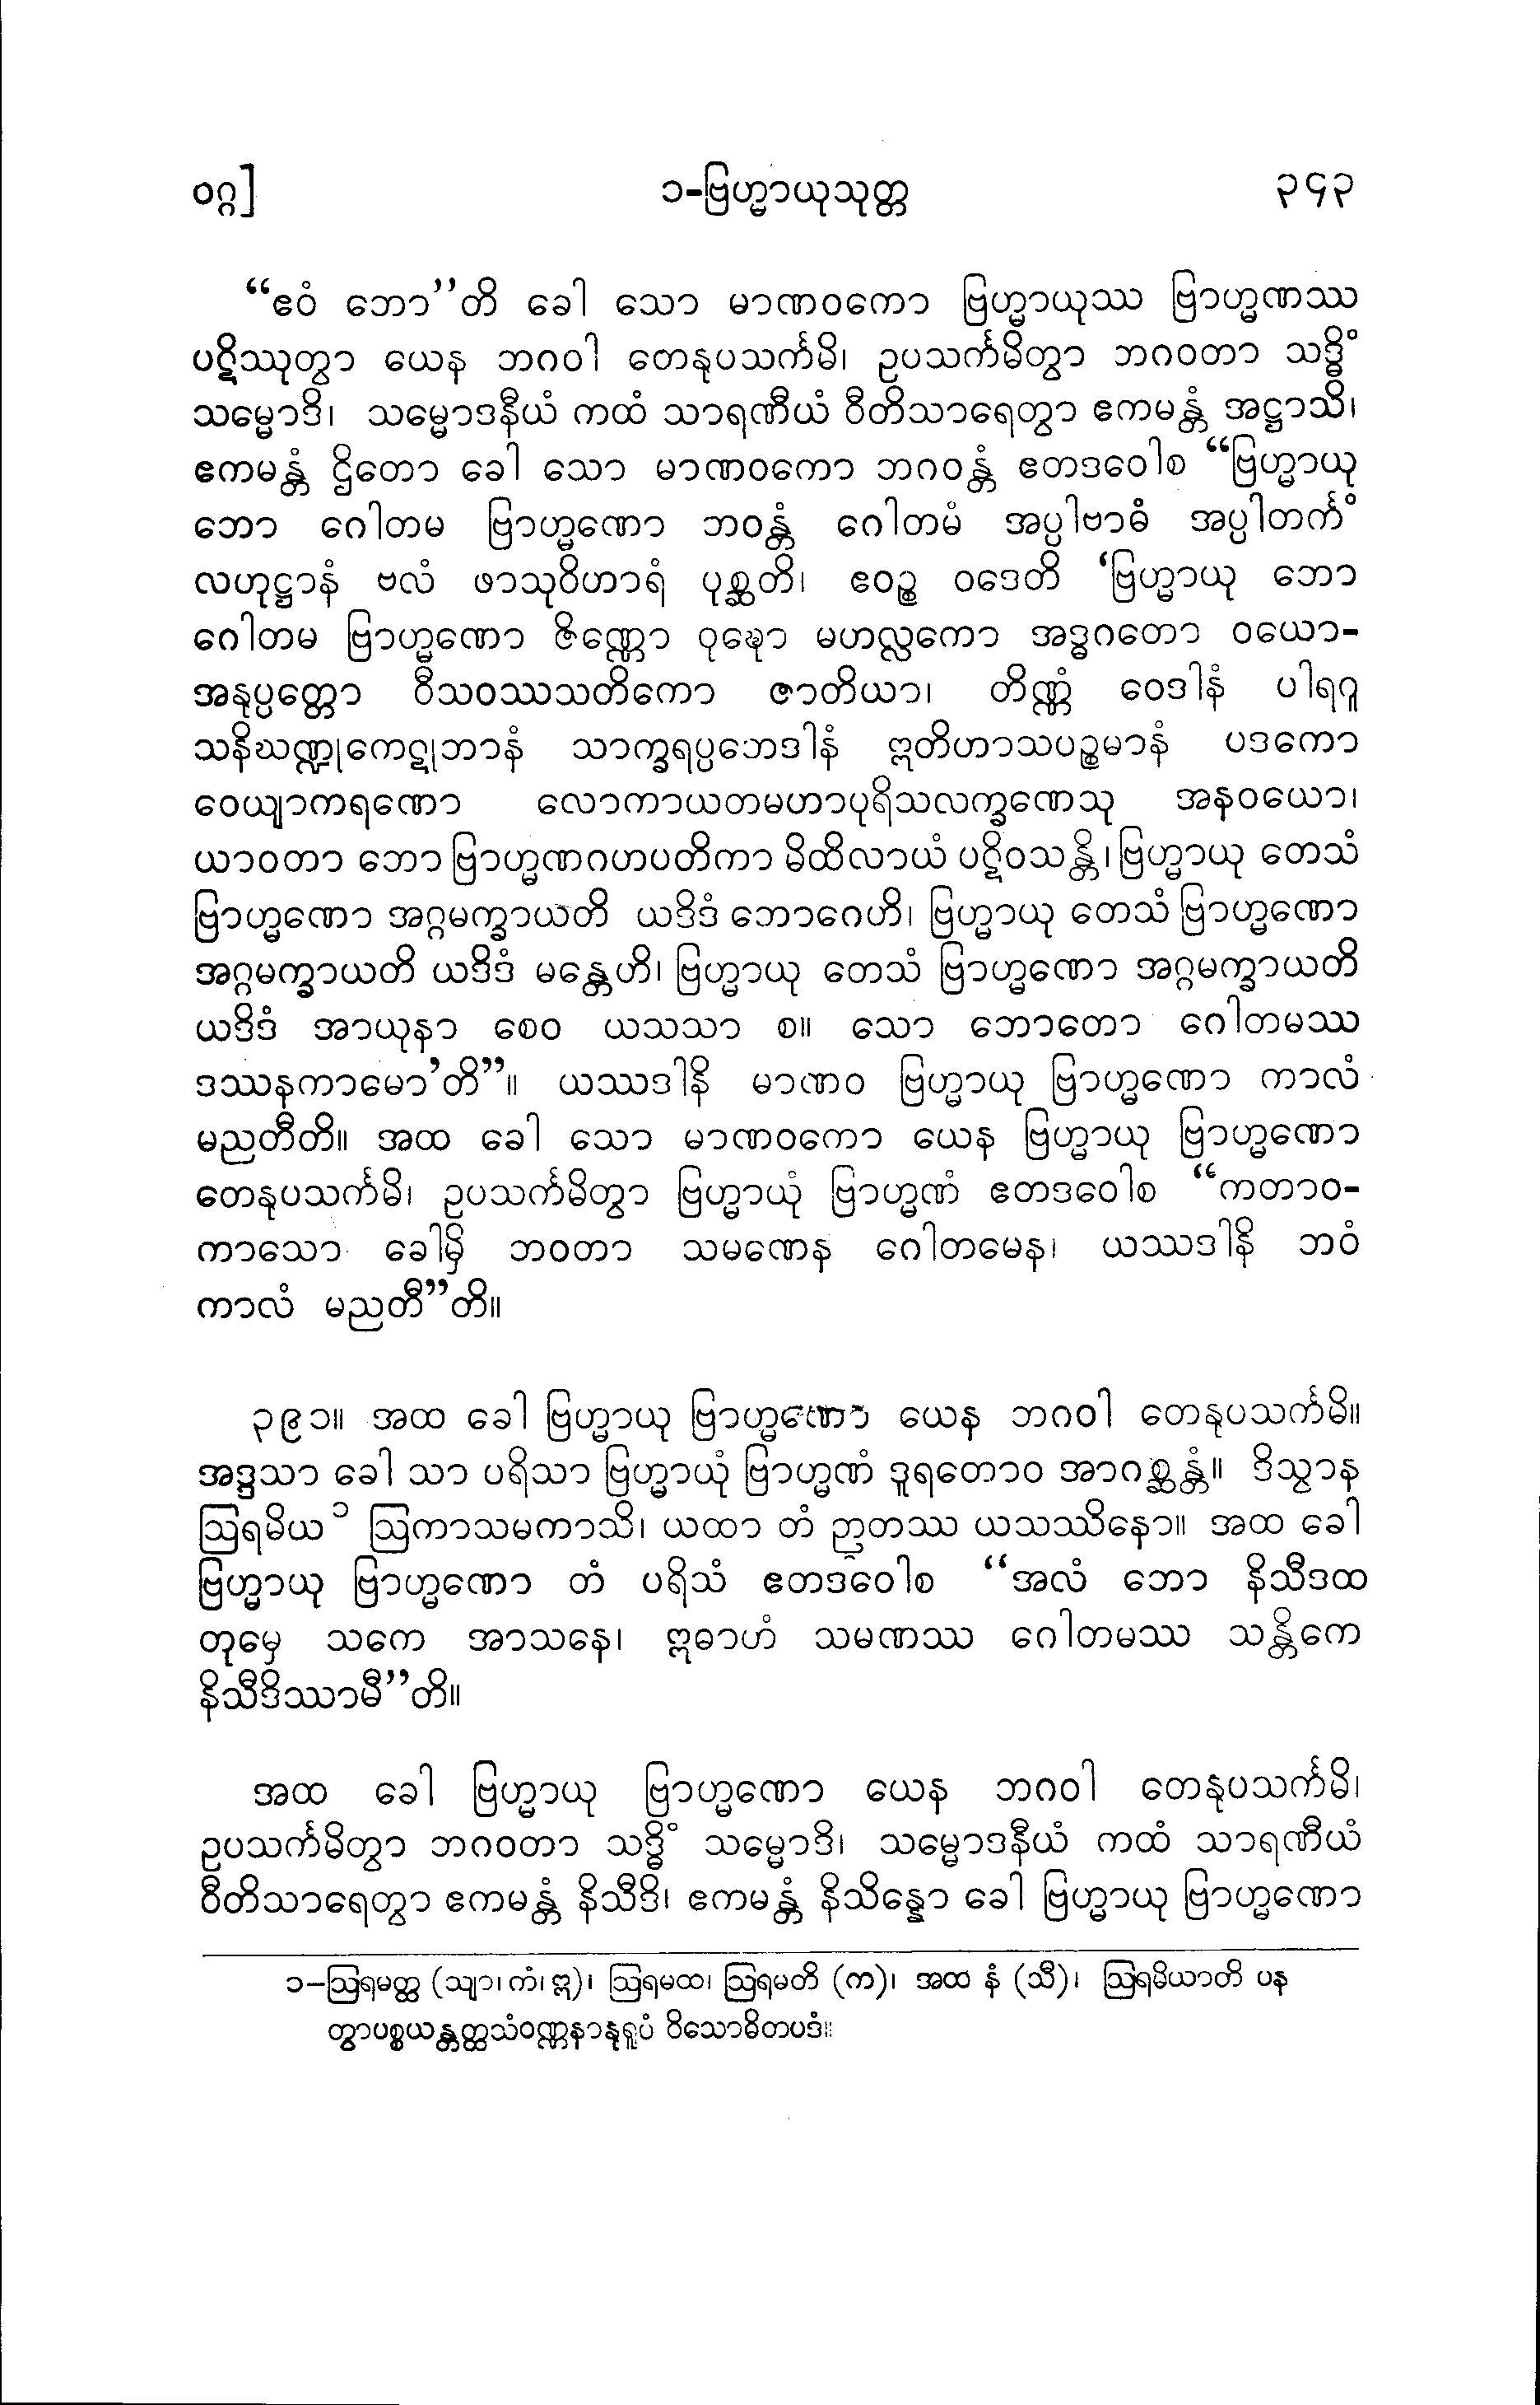 ဝဂ္ဂ] ၁-ဗြဟ္မာယုသုတ္တ ၃၄၃
“ဧဝံ ဘော”တိ ခေါ သော မာဏဝကော ဗြဟ္မာယုဿ ဗြာဟ္မဏဿ
ပဋိဿုတွာ ယေန ဘဂဝါ တေနုပသင်္ကမိ၊ ဥပသင်္ကမိတွာ ဘဂဝတာ သဒ္ဓိံ
သမ္မောဒိ၊ သမ္မောဒနီယံ ကထံ သာရဏီယံ ဝီတိသာရေတွာ ဧကမန္တံ အဋ္ဌာသိ၊
ဧကမန္တံ ဌိတော ခေါ သော မာဏဝကော ဘဂဝန္တံ ဧတဒဝေါစ “ဗြဟ္မာယု
ဘော ဂေါတမ ဗြာဟ္မဏော ဘဝန္တံ ဂေါတမံ အပ္ပါဗာဓံ အပ္ပါတင်္ကံ
လဟုဋ္ဌာနံ ဗလံ ဖာသုဝိဟာရံ ပုစ္ဆတိ၊ ဧဝဉ္စ ဝဒေတိ ‘ဗြဟ္မာယု ဘော
ဂေါတမ ဗြာဟ္မဏော ဇိဏ္ဏော ဝုဍ္ဎော မဟလ္လကော အဒ္ဓဂတော ဝယော-
အနုပ္ပတ္တော ဝီသဝဿသတိကော ဇာတိယာ၊ တိဏ္ဏံ ဝေဒါနံ ပါရဂူ
သနိဃဏ္ဍုကေဋုဘာနံ သာက္ခရပ္ပဘေဒါနံ ဣတိဟာသပဉ္စမာနံ ပဒကော
ဝေယျာကရဏော လောကာယတမဟာပုရိသလက္ခဏေသု အနဝယော၊
ယာဝတာ ဘော ဗြာဟ္မဏဂဟပတိကာ မိထိလာယံ ပဋိဝသန္တိ၊ ဗြဟ္မာယု တေသံ
ဗြာဟ္မဏော အဂ္ဂမက္ခာယတိ ယဒိဒံ ဘောဂေဟိ၊ ဗြဟ္မာယု တေသံ ဗြာဟ္မဏော
အဂ္ဂမက္ခာယတိ ယဒိဒံ မန္တေဟိ၊ ဗြဟ္မာယု တေသံ ဗြာဟ္မဏော အဂ္ဂမက္ခာယတိ
ယဒိဒံ အာယုနာ စေဝ ယသသာ စ။ သော ဘောတော ဂေါတမဿ
ဒဿနကာမော’တိ”။ ယဿဒါနိ မာဏဝ ဗြဟ္မာယု ဗြာဟ္မဏော ကာလံ
မညတီတိ။ အထ ခေါ သော မာဏဝကော ယေန ဗြဟ္မာယု ဗြာဟ္မဏော
တေနုပသင်္ကမိ၊ ဥပသင်္ကမိတွာ ဗြဟ္မာယုံ ဗြာဟ္မဏံ ဧတဒဝေါစ “ကတာဝ-
ကာသော ခေါမှိ ဘဝတာ သမဏေန ဂေါတမေန၊ ယဿဒါနိ ဘဝံ
ကာလံ မညတီ”တိ။
၃၉၁။ အထ ခေါ ဗြဟ္မာယု ဗြာဟ္မဏော ယေန ဘဂဝါ တေနုပသင်္ကမိ။
အဒ္ဒသာ ခေါ သာ ပရိသာ ဗြဟ္မာယုံ ဗြာဟ္မဏံ ဒူရတောဝ အာဂစ္ဆန္တံ။ ဒိသွာန
ဩရမိယ၁ ဩကာသမကာသိ၊ ယထာ တံ ဉာတဿ ယသဿိနော။ အထ ခေါ
ဗြဟ္မာယု ဗြာဟ္မဏော တံ ပရိသံ ဧတဒဝေါစ “အလံ ဘော နိသီဒထ
တုမှေ သကေ အာသနေ၊ ဣဓာဟံ သမဏဿ ဂေါတမဿ သန္တိကေ
နိသီဒိဿာမီ”တိ။
အထ ခေါ ဗြဟ္မာယု ဗြာဟ္မဏော ယေန ဘဂဝါ တေနုပသင်္ကမိ၊
ဥပသင်္ကမိတွာ ဘဂဝတာ သဒ္ဓိံ သမ္မောဒိ၊ သမ္မောဒနီယံ ကထံ သာရဏီယံ
ဝီတိသာရေတွာ ဧကမန္တံ နိသီဒိ၊ ဧကမန္တံ နိသိန္နော ခေါ ဗြဟ္မာယု ဗြာဟ္မဏော
၁–ဩရမတ္ထ (သျာ၊ ကံ၊ ဣ)၊ ဩရမထ၊ ဩရမတိ (က)၊ အထ နံ (သီ)၊ ဩရမိယာတိ ပန
တွာပစ္စယန္တတ္ထသံဝဏ္ဏနာနုရူပံ ဝိသောဓိတပဒံ။